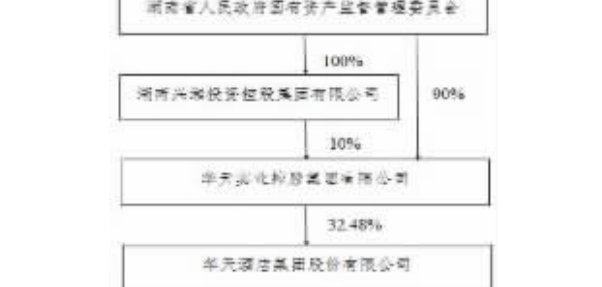 湖南省人民政府国有资产监督管理委员会
100%
湖南兴湘投资控股集团有限公司
90%
10%
华天实业控股集团有限公司
32.48%
华天酒店集团股份有限公司